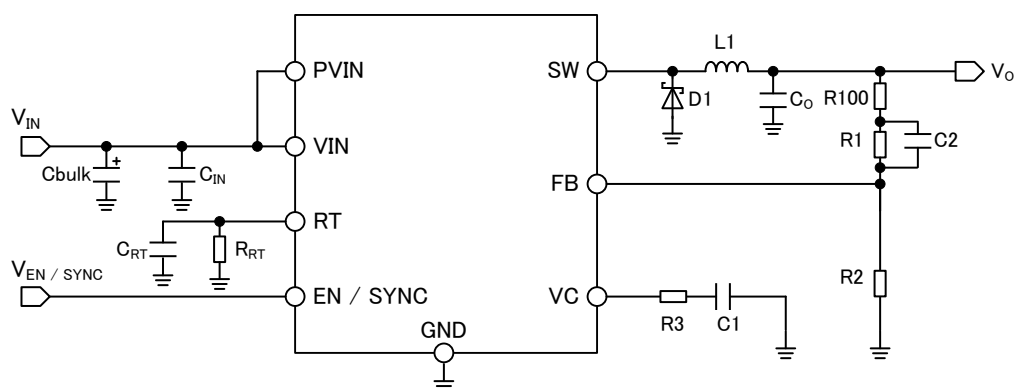 L1
PVIN
SW
V_O
D1
C_O
R100
V_IN
VIN
R1
C2
+
Cbulk
C_IN
FB
RT
C_RT
R_RT
V_EN / SYNC
EN / SYNC
VC
R2
R3
C1
GND